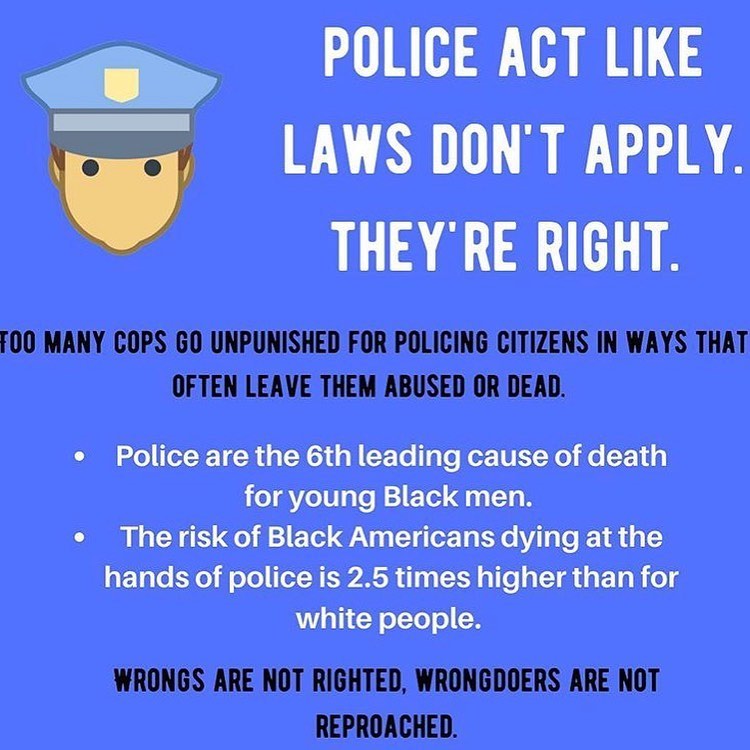 POLICE ACT LIKE
LAWS DON'T APPLY.
THEY'RE RIGHT.
TOO MANY COPS GO UNPUNISHED FOR POLICING CITIZENS IN WAYS THAT
OFTEN LEAVE THEM ABUSED OR DEAD.
• Police are the 6th leading cause of death
for young Black men.
• The risk of Black Americans dying at the
hands of police is 2.5 times higher than for
white people.
WRONGS ARE NOT RIGHTED, WRONGDOERS ARE NOT
REPROACHED.